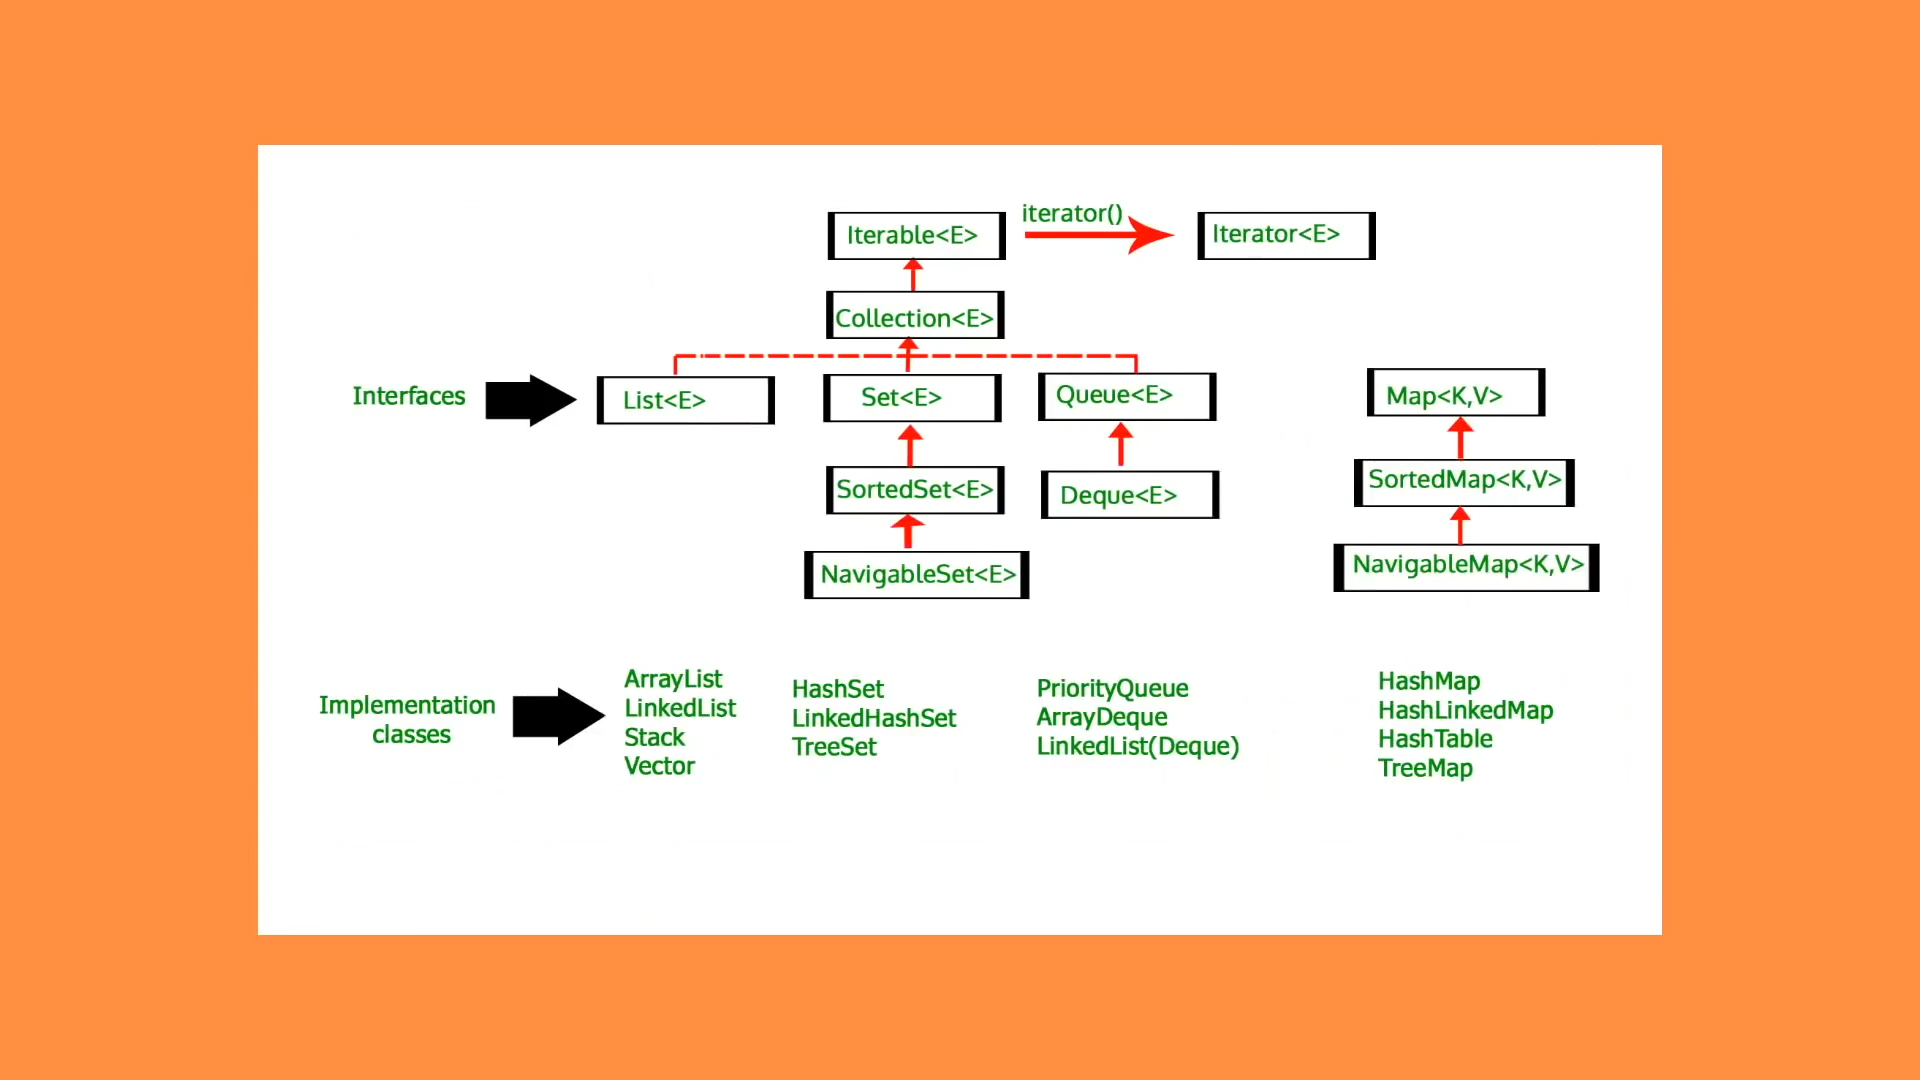 iterator()
Iterable<E>
Iterator<E>
Collection<E>
Interfaces
List<E>
Set<E>
Queue<E>
Map<K,V>
SortedSet<E>
Deque<E>
SortedMap<K,V>
NavigableSet<E>
NavigableMap<K,V>
Implementation
classes
ArrayList
LinkedList
Stack
Vector
HashSet
LinkedHashSet
TreeSet
PriorityQueue
ArrayDeque
LinkedList(Deque)
HashMap
HashLinkedMap
HashTable
TreeMap